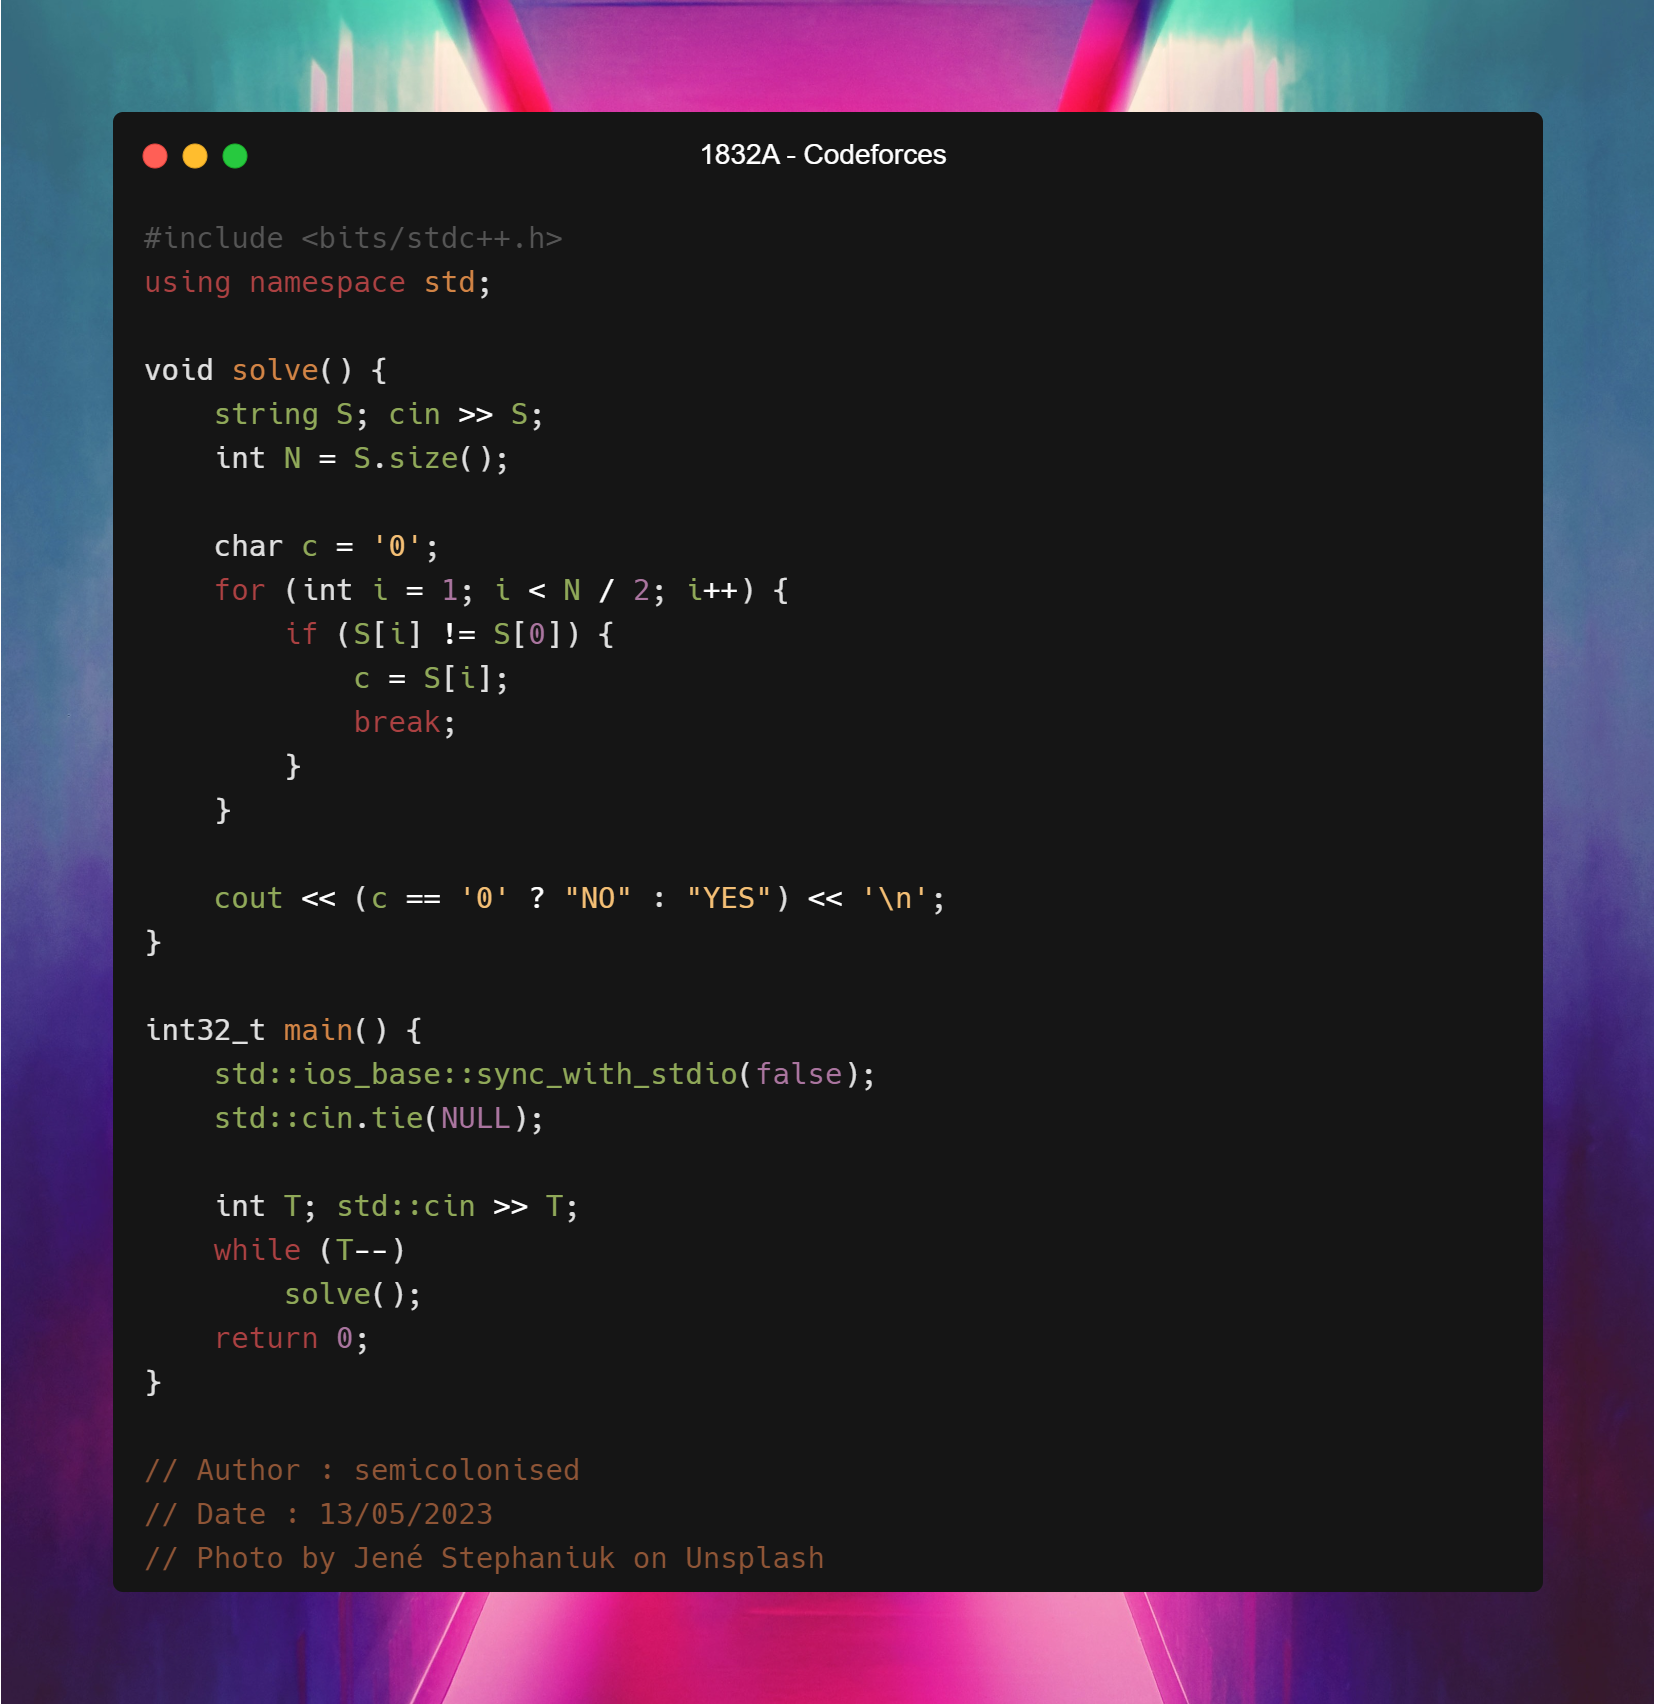 1832A - Codeforces
#include <bits/stdc++.h>
using namespace std;
void solve() {
    string S; cin >> S;
    int N = S.size();
    char c = '0';
    for (int i = 1; i < N / 2; i++) {
        if (S[i] != S[0]) {
            c = S[i];
            break;
        }
    }
    cout << (c == '0' ? "NO" : "YES") << '\n';
}
int32_t main() {
    std::ios_base::sync_with_stdio(false);
    std::cin.tie(NULL);
    int T; std::cin >> T;
    while (T--)
        solve();
    return 0;
}
// Author : semicolonised
// Date : 13/05/2023
// Photo by Jené Stephaniuk on Unsplash